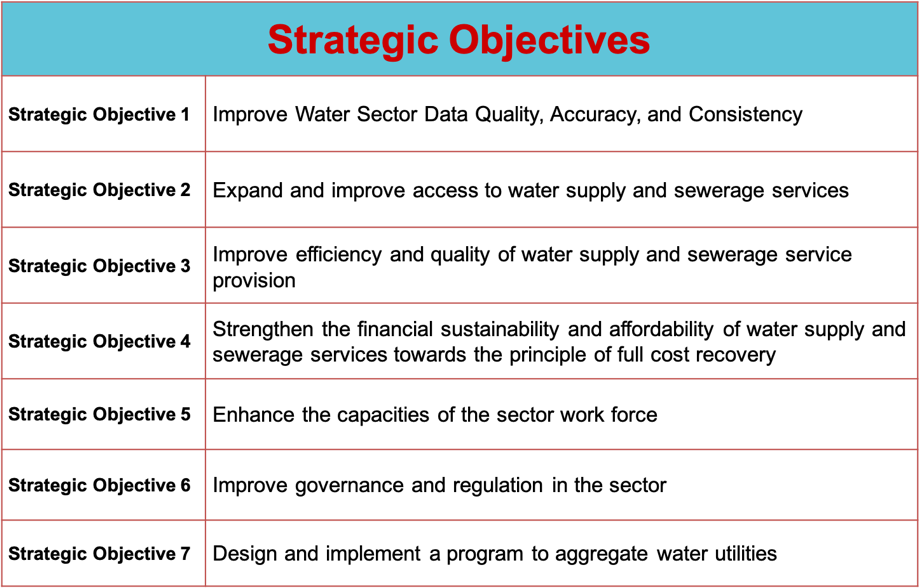 Strategic Objectives
Strategic Objective 1
Improve Water Sector Data Quality, Accuracy, and Consistency
Strategic Objective 2
Expand and improve access to water supply and sewerage services
Strategic Objective 3
Improve efficiency and quality of water supply and sewerage service
provision
Strategic Objective 4
Strengthen the financial sustainability and affordability of water supply and
sewerage services towards the principle of full cost recovery
Strategic Objective 5
Enhance the capacities of the sector work force
Strategic Objective 6
Improve governance and regulation in the sector
Strategic Objective 7
Design and implement a program to aggregate water utilities